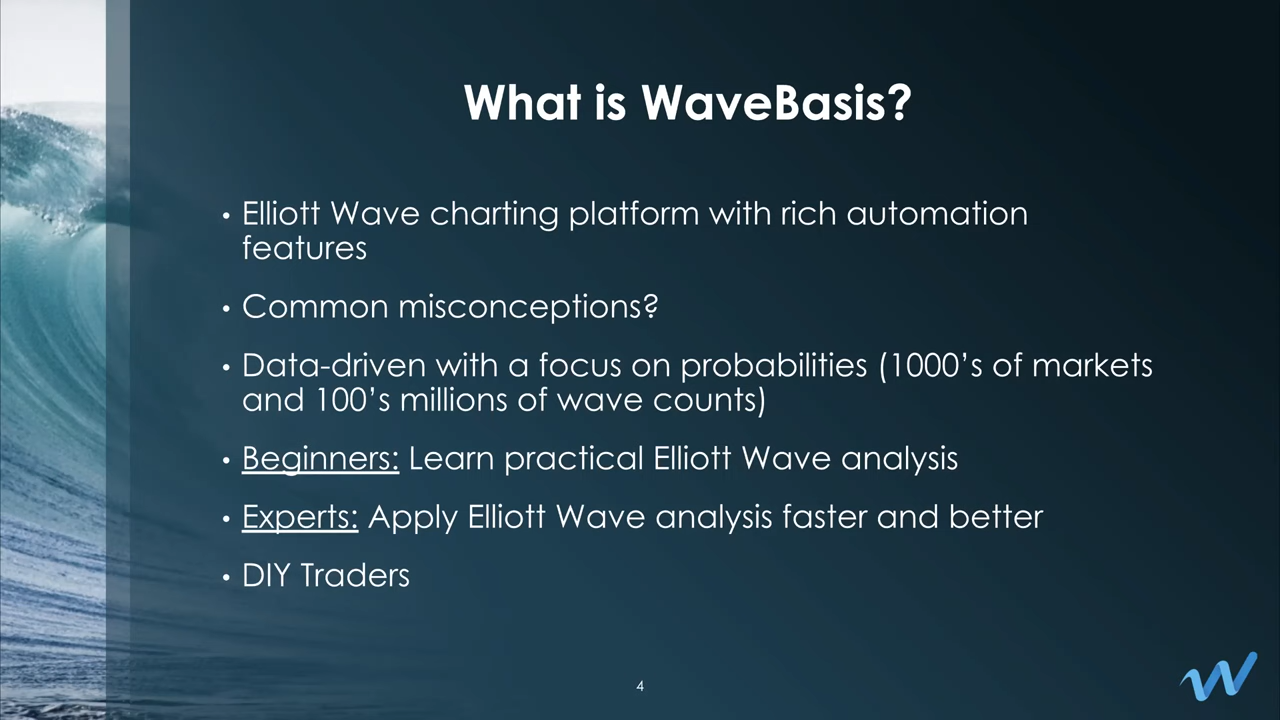 What is WaveBasis?
• Elliott Wave charting platform with rich automation
features
• Common misconceptions?
• Data-driven with a focus on probabilities (1000’s of markets
and 100’s millions of wave counts)
• Beginners: Learn practical Elliott Wave analysis
• Experts: Apply Elliott Wave analysis faster and better
• DIY Traders
4